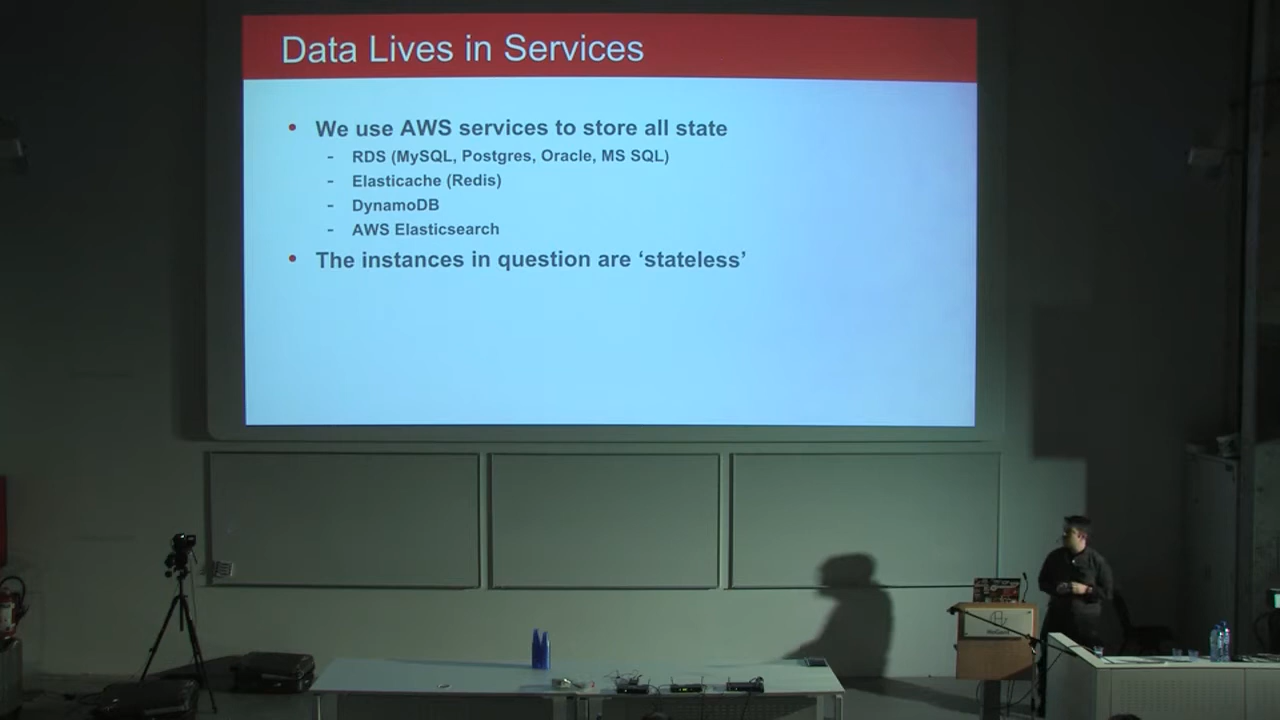 Data Lives in Services
• We use AWS services to store all state
- RDS (MySQL, Postgres, Oracle, MS SQL)
- Elasticache (Redis)
- DynamoDB
- AWS Elasticsearch
• The instances in question are ‘stateless’